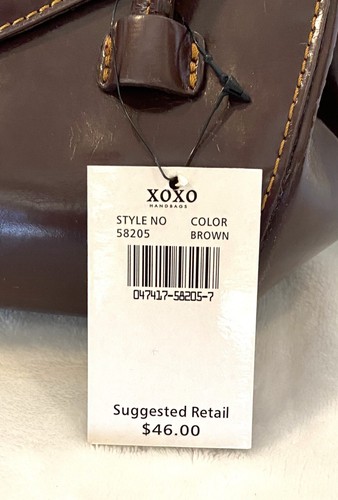 XOXO
HANDBAGS
STYLE NO COLOR
58205 BROWN
047417-58205-7
Suggested Retail
$46.00